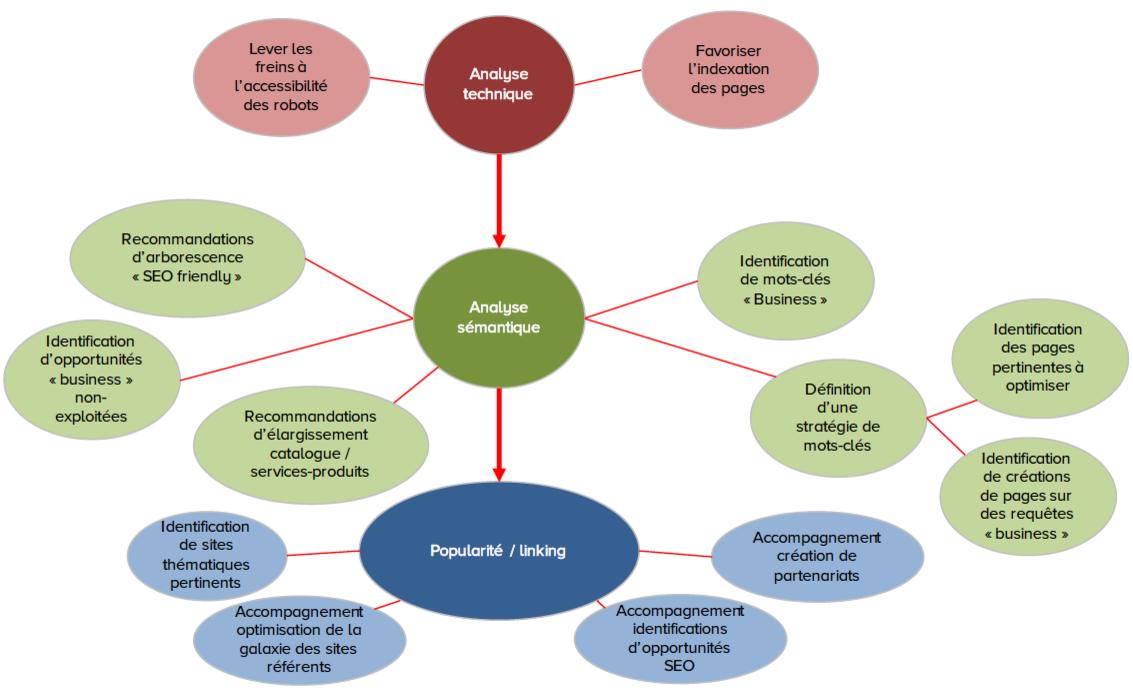 Lever les
freins à
l'accessibilité
des robots
Analyse
technique
Favoriser
l'indexation
des pages
Recommandations
d'arborescence
« SEO friendly »
Identification
de mots-clés
« Business »
Analyse
sémantique
Identification
d'opportunités
« business »
non-
exploitées
Identification
des pages
pertinentes à
optimiser
Définition
d'une
stratégie de
mots-clés
Recommandations
d'élargissement
catalogue /
services-produits
Identification
de créations
de pages sur
des requêtes
« business »
Identification
de sites
thématiques
pertinents
Popularité / linking
Accompagnement
création de
partenariats
Accompagnement
optimisation de la
galaxie des sites
référents
Accompagnement
identifications
d'opportunités
SEO